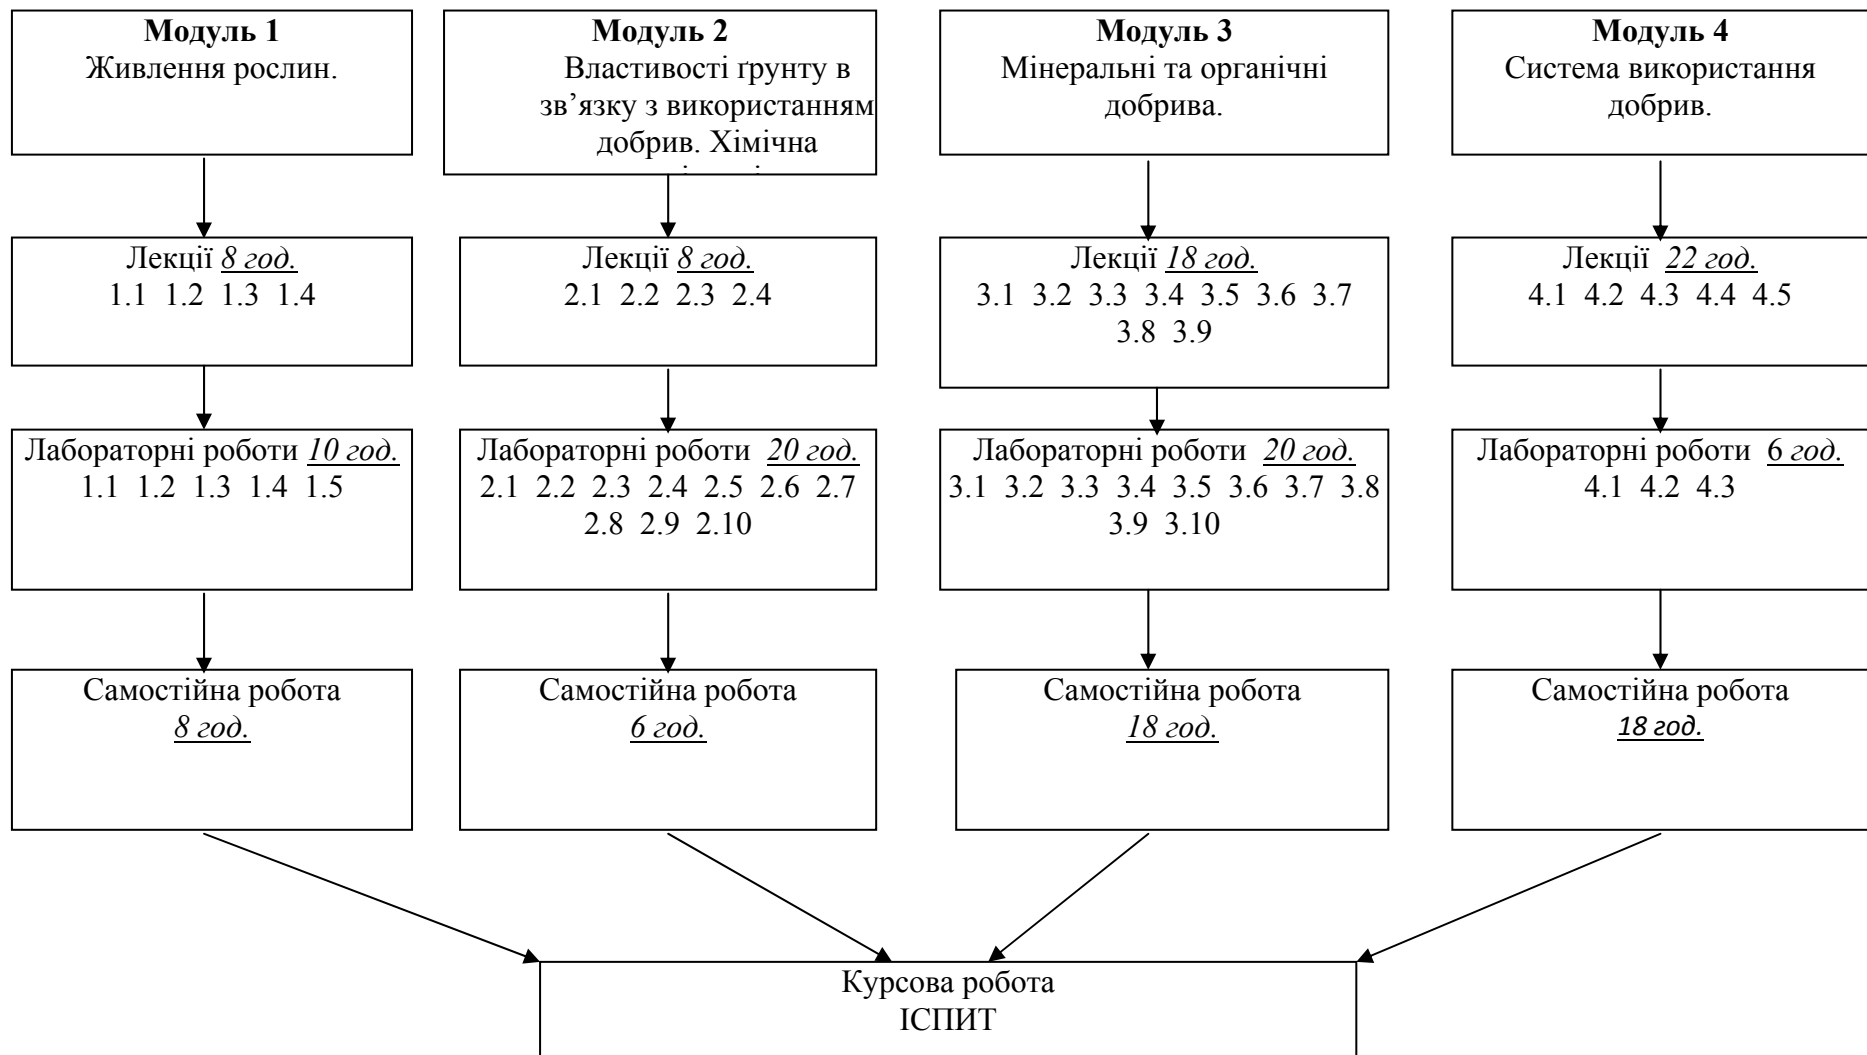 Модуль 1
Живлення рослин.
Модуль 2
Властивості ґрунту в
зв’язку з використанням
добрив. Хімічна
Модуль 3
Мінеральні та органічні
добрива.
Модуль 4
Система використання
добрив.
Лекції 8 год.
1.1 1.2 1.3 1.4
Лекції 8 год.
2.1 2.2 2.3 2.4
Лекції 18 год.
3.1 3.2 3.3 3.4 3.5 3.6 3.7
3.8 3.9
Лекції 22 год.
4.1 4.2 4.3 4.4 4.5
Лабораторні роботи 10 год.
1.1 1.2 1.3 1.4 1.5
Лабораторні роботи 20 год.
2.1 2.2 2.3 2.4 2.5 2.6 2.7
2.8 2.9 2.10
Лабораторні роботи 20 год.
3.1 3.2 3.3 3.4 3.5 3.6 3.7 3.8
3.9 3.10
Лабораторні роботи 6 год.
4.1 4.2 4.3
Самостійна робота
8 год.
Самостійна робота
6 год.
Самостійна робота
18 год.
Самостійна робота
18 год.
Курсова робота
ІСПИТ